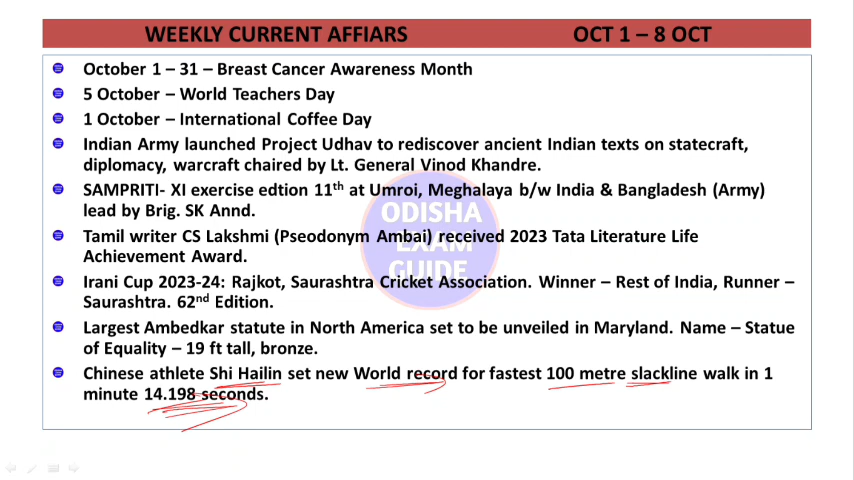 WEEKLY CURRENT AFFIARS OCT 1 – 8 OCT
October 1 – 31 – Breast Cancer Awareness Month
5 October – World Teachers Day
1 October – International Coffee Day
Indian Army launched Project Udhav to rediscover ancient Indian texts on statecraft,
diplomacy, warcraft chaired by Lt. General Vinod Khandre.
SAMPRITI- XI exercise edtion 11th at Umroi, Meghalaya b/w India & Bangladesh (Army)
lead by Brig. SK Annd.
Tamil writer CS Lakshmi (Pseodonym Ambai) received 2023 Tata Literature Life
Achievement Award.
Irani Cup 2023-24: Rajkot, Saurashtra Cricket Association. Winner – Rest of India, Runner –
Saurashtra. 62nd Edition.
Largest Ambedkar statute in North America set to be unveiled in Maryland. Name – Statue
of Equality – 19 ft tall, bronze.
Chinese athlete Shi Hailin set new World record for fastest 100 metre slackline walk in 1
minute 14.198 seconds.
ODISHA
EXAM
GUIDE